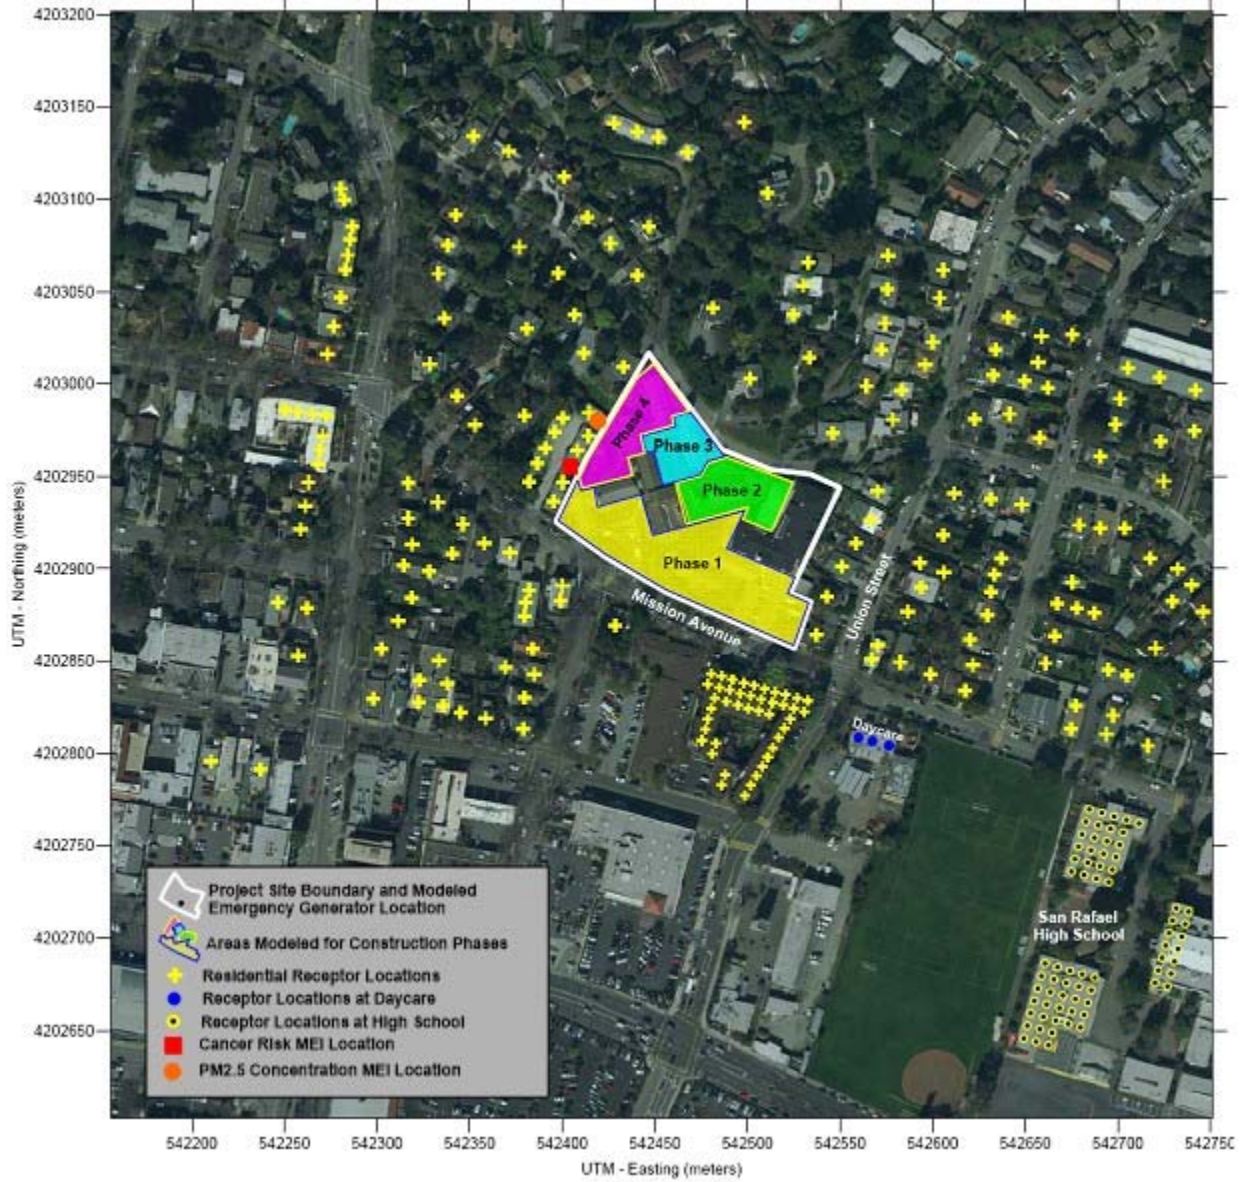 4203200
4203150
4203100
4203050
4203000
4202950
4202900
4202850
4202800
4202750
4202700
4202650
UTM - Northing (meters)
Phase 4
Phase 3
Phase 2
Phase 1
Mission Avenue
Union Street
Daycare
San Rafael
High School
Project Site Boundary and Modeled
Emergency Generator Location
Areas Modeled for Construction Phases
Residential Receptor Locations
Receptor Locations at Daycare
Receptor Locations at High School
Cancer Risk MEI Location
PM2.5 Concentration MEI Location
542200 542250 542300 542350 542400 542450 542500 542550 542600 542650 542700 542750
UTM - Easting (meters)